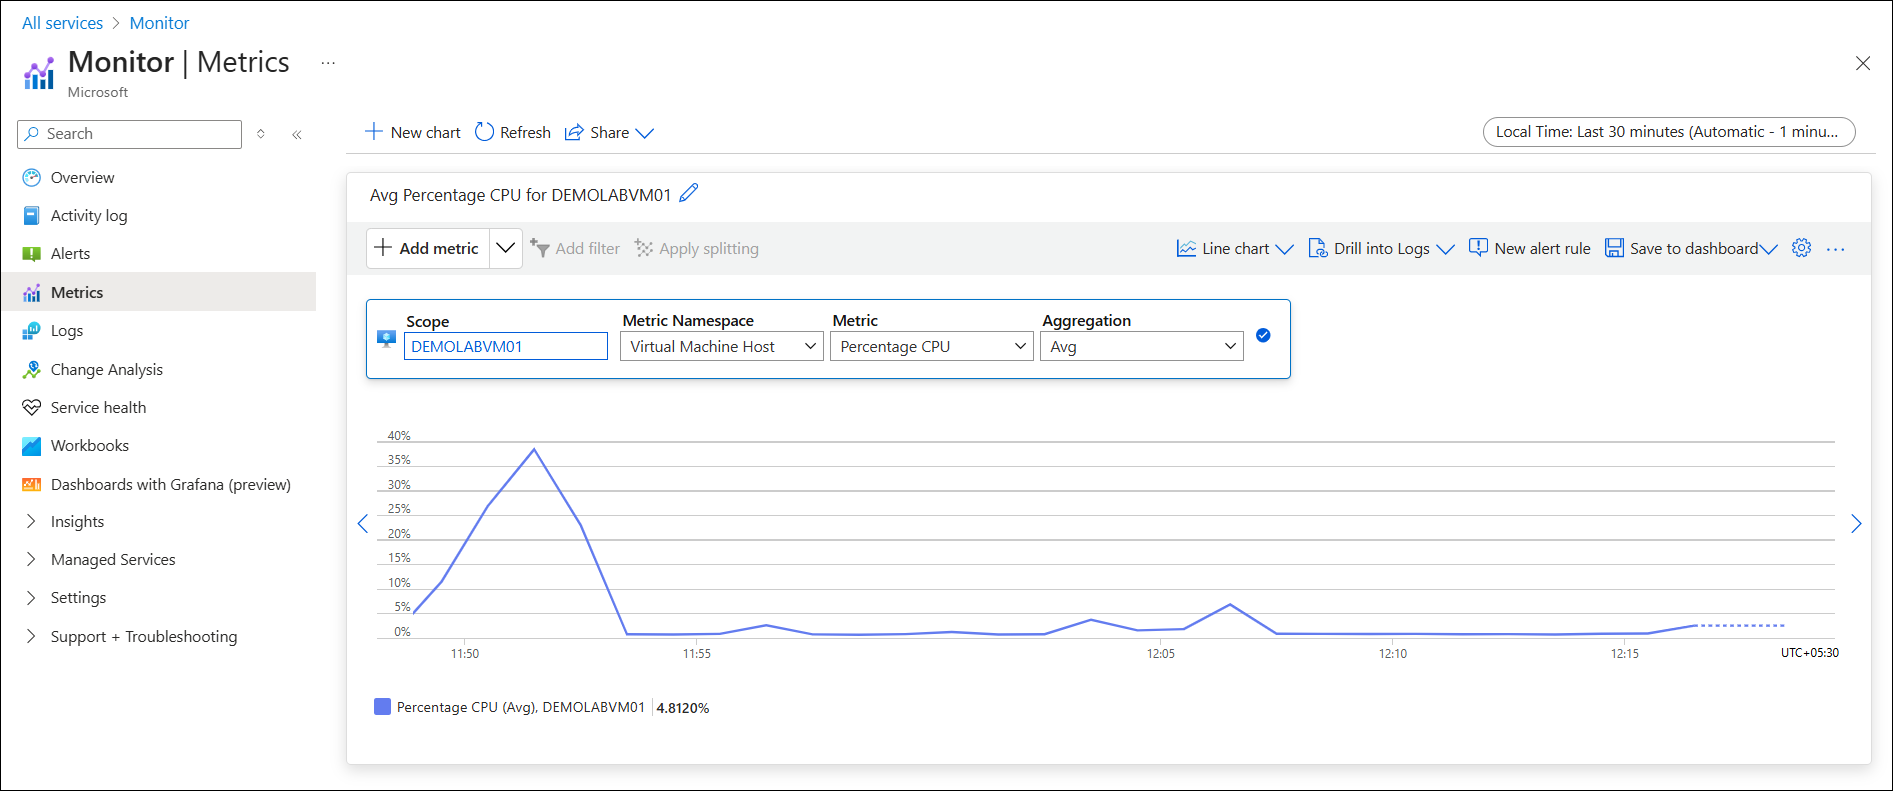 All services > Monitor
Monitor | Metrics ...
Microsoft
Search
Overview
Activity log
Alerts
Metrics
Logs
Change Analysis
Service health
Workbooks
Dashboards with Grafana (preview)
Insights
Managed Services
Settings
Support + Troubleshooting
New chart Refresh Share
Local Time: Last 30 minutes (Automatic - 1 minu...
Avg Percentage CPU for DEMOLABVM01
Add metric Add filter Apply splitting Line chart Drill into Logs New alert rule Save to dashboard ...
Scope Metric Namespace Metric Aggregation
DEMOLABVM01 Virtual Machine Host Percentage CPU Avg
40%
35%
30%
25%
20%
15%
10%
5%
0%
11:50 11:55 12:05 12:10 12:15 UTC+05:30
Percentage CPU (Avg), DEMOLABVM01 4.8120%